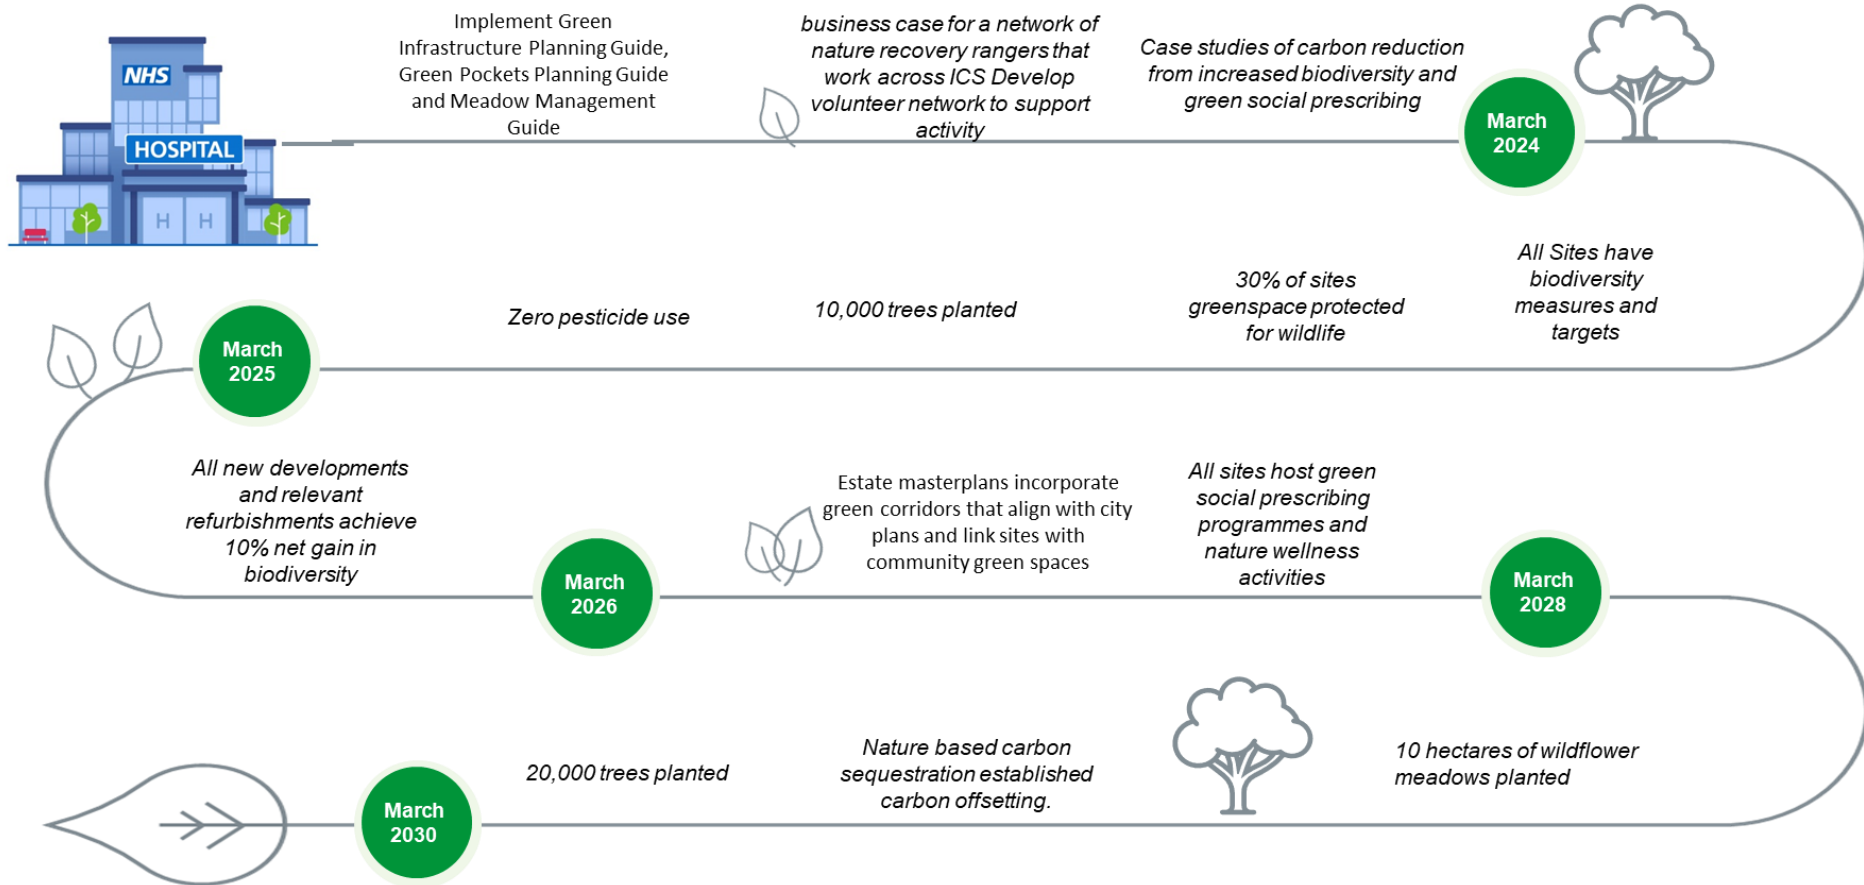 NHS
HOSPITAL
H H
Implement Green
Infrastructure Planning Guide,
Green Pockets Planning Guide
and Meadow Management
Guide
business case for a network of
nature recovery rangers that
work across ICS Develop
volunteer network to support
activity
Case studies of carbon reduction
from increased biodiversity and
green social prescribing
March
2024
All Sites have
biodiversity
measures and
targets
30% of sites
greenspace protected
for wildlife
10,000 trees planted
Zero pesticide use
March
2025
All new developments
and relevant
refurbishments achieve
10% net gain in
biodiversity
March
2026
Estate masterplans incorporate
green corridors that align with city
plans and link sites with
community green spaces
All sites host green
social prescribing
programmes and
nature wellness
activities
March
2028
10 hectares of wildflower
meadows planted
Nature based carbon
sequestration established
carbon offsetting.
20,000 trees planted
March
2030